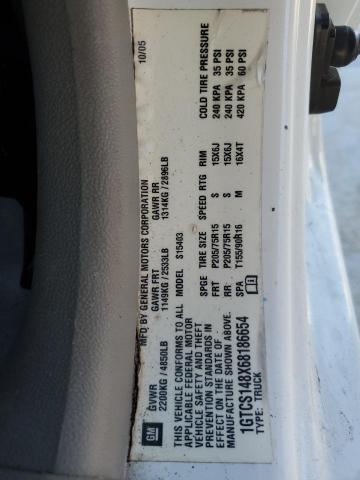 GM MFD BY GENERAL MOTORS CORPORATION 10/05
GVWR GAWR FRT GAWR RR
2200KG/4850LB 1149KG/2533LB 1314KG/2896LB
THIS VEHICLE CONFORMS TO ALL MODEL S15403
APPLICABLE FEDERAL MOTOR
VEHICLE SAFETY AND THEFT
PREVENTION STANDARDS IN
EFFECT ON THE DATE OF
MANUFACTURE SHOWN ABOVE.
1GTCS148X68186654
TYPE: TRUCK
SPGE TIRE SIZE SPEED RTG RIM COLD TIRE PRESSURE
FRT P205/75R15 S 15X6J 240 KPA 35 PSI
RR P205/75R15 S 15X6J 240 KPA 35 PSI
SPA T155/90R16 M 16X4T 420 KPA 60 PSI